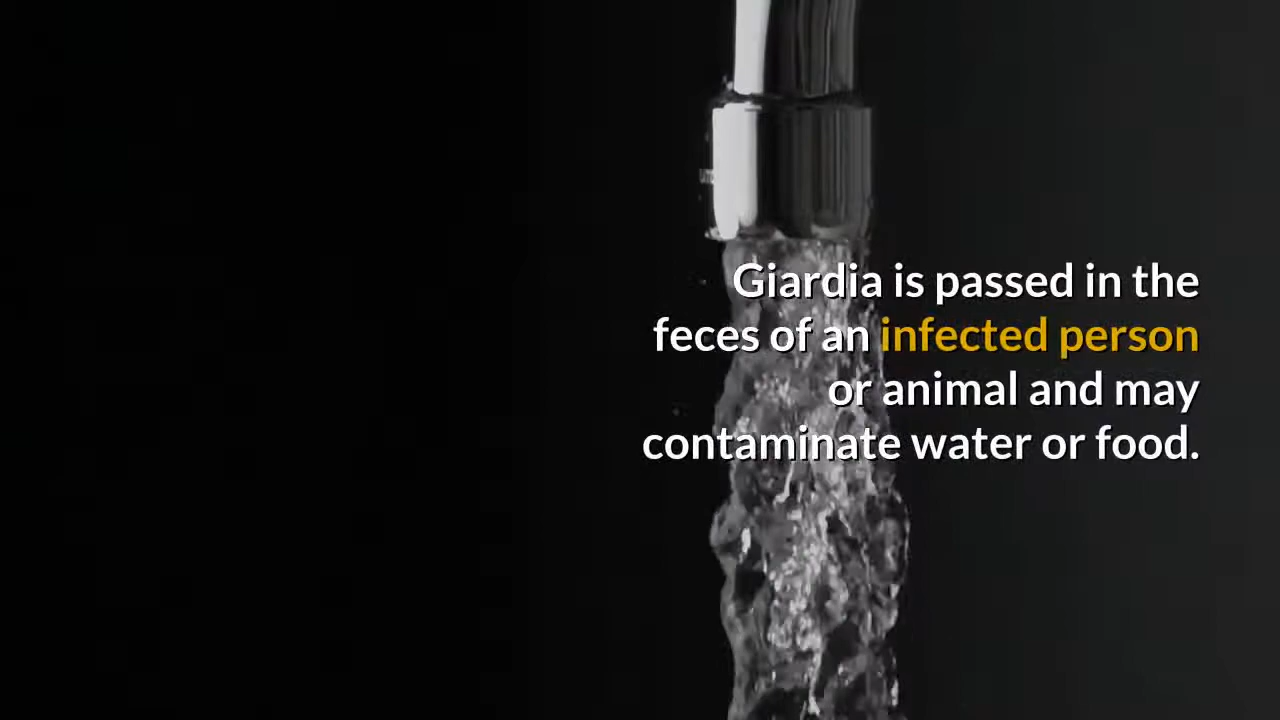 Giardia is passed in the
feces of an infected person
or animal and may
contaminate water or food.